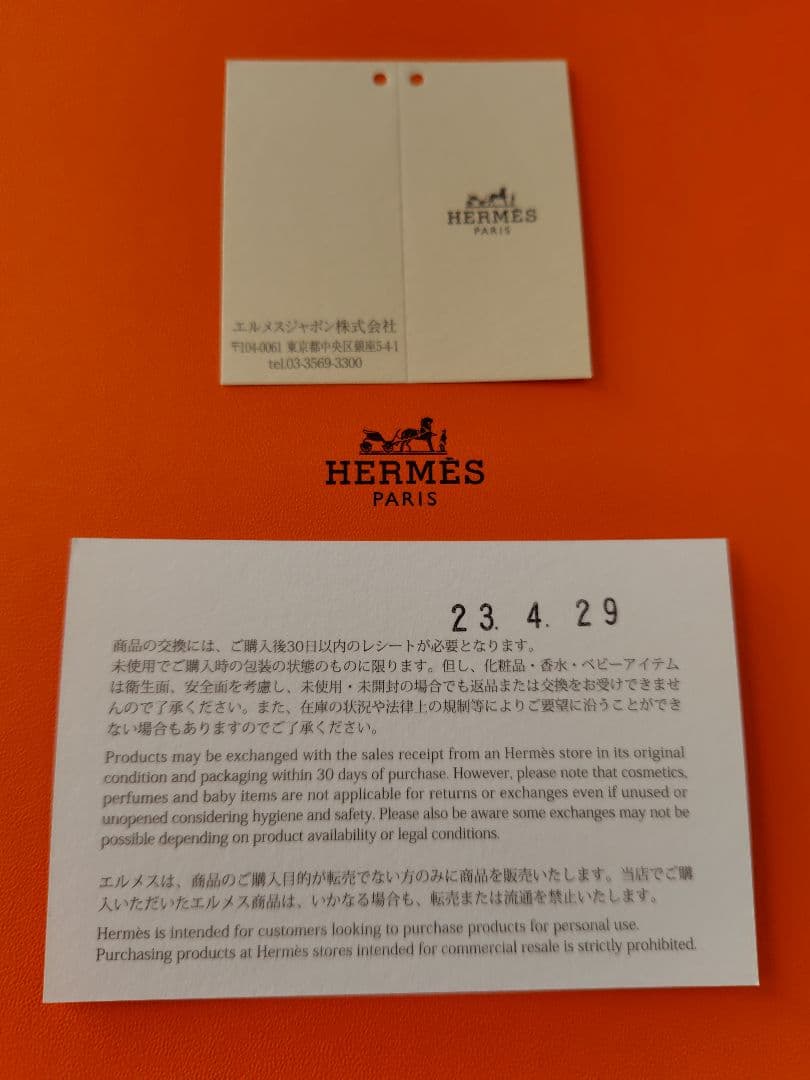 HERMÈS
PARIS
エルメスジャポン株式会社
〒104-0061 東京都中央区銀座5-4-1
tel.03-3569-3300
HERMÈS
PARIS
23. 4. 29
商品の交換には、ご購入後30日以内のレシートが必要となります。
未使用でご購入時の包装の状態のものに限ります。但し、化粧品・香水・ベビーアイテム
は衛生面、安全面を考慮し、未使用・未開封の場合でも返品または交換をお受けできませ
んので了承ください。また、在庫の状況や法律上の規制等によりご要望に沿うことができ
ない場合もありますのでご了承ください。
Products may be exchanged with the sales receipt from an Hermès store in its original
condition and packaging within 30 days of purchase. However, please note that cosmetics,
perfumes and baby items are not applicable for returns or exchanges even if unused or
unopened considering hygiene and safety. Please also be aware some exchanges may not be
possible depending on product availability or legal conditions.
エルメスは、商品のご購入目的が転売でない方のみに商品を販売いたします。当店でご購
入いただいたエルメス商品は、いかなる場合も、転売または流通を禁止いたします。
Hermès is intended for customers looking to purchase products for personal use.
Purchasing products at Hermès stores intended for commercial resale is strictly prohibited.